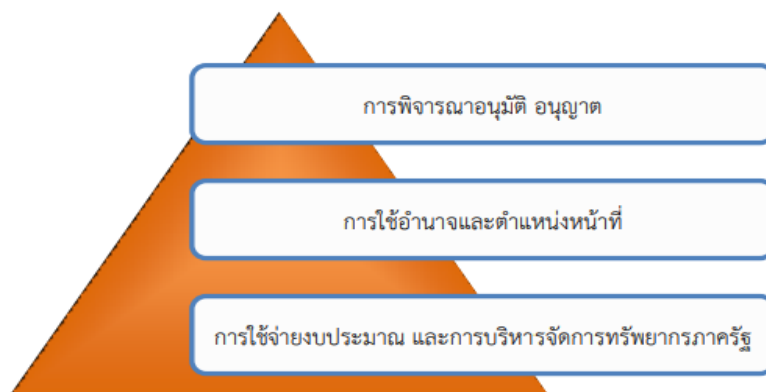 การพิจารณาอนุมัติ อนุญาต
การใช้อำนาจและตำแหน่งหน้าที่
การใช้จ่ายงบประมาณ และการบริหารจัดการทรัพยากรภาครัฐ